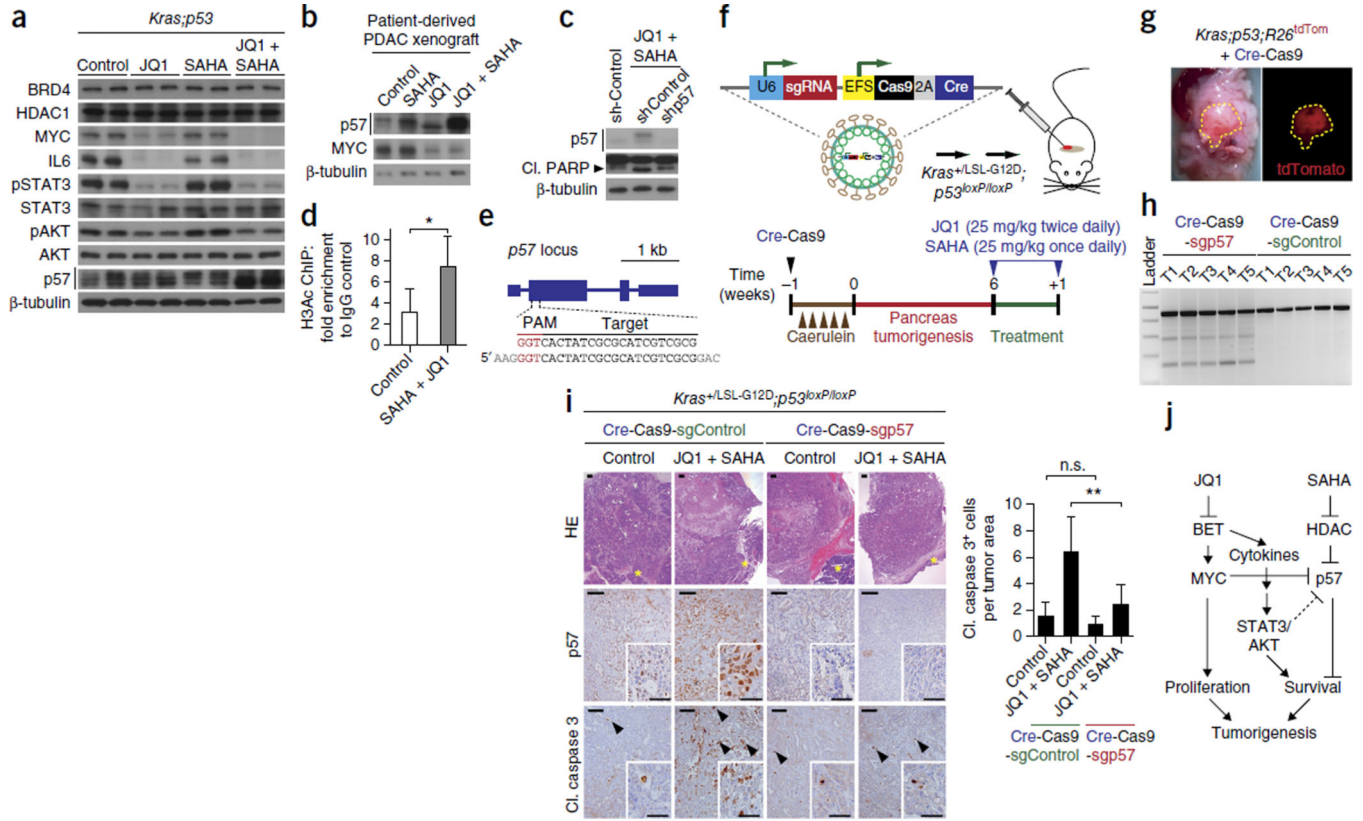 a
Kras;p53
Control JQ1 SAHA JQ1 +
SAHA
BRD4
HDAC1
MYC
IL6
pSTAT3
STAT3
pAKT
AKT
p57
β-tubulin
b
Patient-derived
PDAC xenograft
Control
SAHA
JQ1
JQ1 + SAHA
p57
MYC
β-tubulin
c
JQ1 +
SAHA
sh-Control
shControl
shp57
p57
Cl. PARP
β-tubulin
d
H3Ac ChIP:
fold enrichment
to IgG control
10
8
6
4
2
0
*
Control
SAHA + JQ1
e
p57 locus
1 kb
PAM Target
GGTCACTATCGCGCATCGTCGCG
5′ AAGGGTCACTATCGCGCATCGTCGCGGAC
f
U6 sgRNA EFS Cas9 2A Cre
Kras+/LSL-G12D;
p53loxP/loxP
JQ1 (25 mg/kg twice daily)
SAHA (25 mg/kg once daily)
Cre-Cas9
Time
(weeks)
−1 0 6 +1
Caerulein
Pancreas
tumorigenesis
Treatment
g
Kras;p53;R26tdTom
+ Cre-Cas9
tdTomato
h
Cre-Cas9 Cre-Cas9
-sgp57 -sgControl
Ladder
T1 T2 T3 T4 T5 T1 T2 T3 T4 T5
i
Kras+/LSL-G12D;p53loxP/loxP
Cre-Cas9-sgControl Cre-Cas9-sgp57
Control JQ1 + SAHA Control JQ1 + SAHA
HE
p57
Cl. caspase 3
Cl. caspase 3+ cells
per tumor area
10
8
6
4
2
0
n.s.
**
Control
JQ1 + SAHA
Control
JQ1 + SAHA
Cre-Cas9 Cre-Cas9
-sgControl -sgp57
j
JQ1 SAHA
BET HDAC
Cytokines
MYC p57
STAT3/
AKT
Proliferation Survival
Tumorigenesis